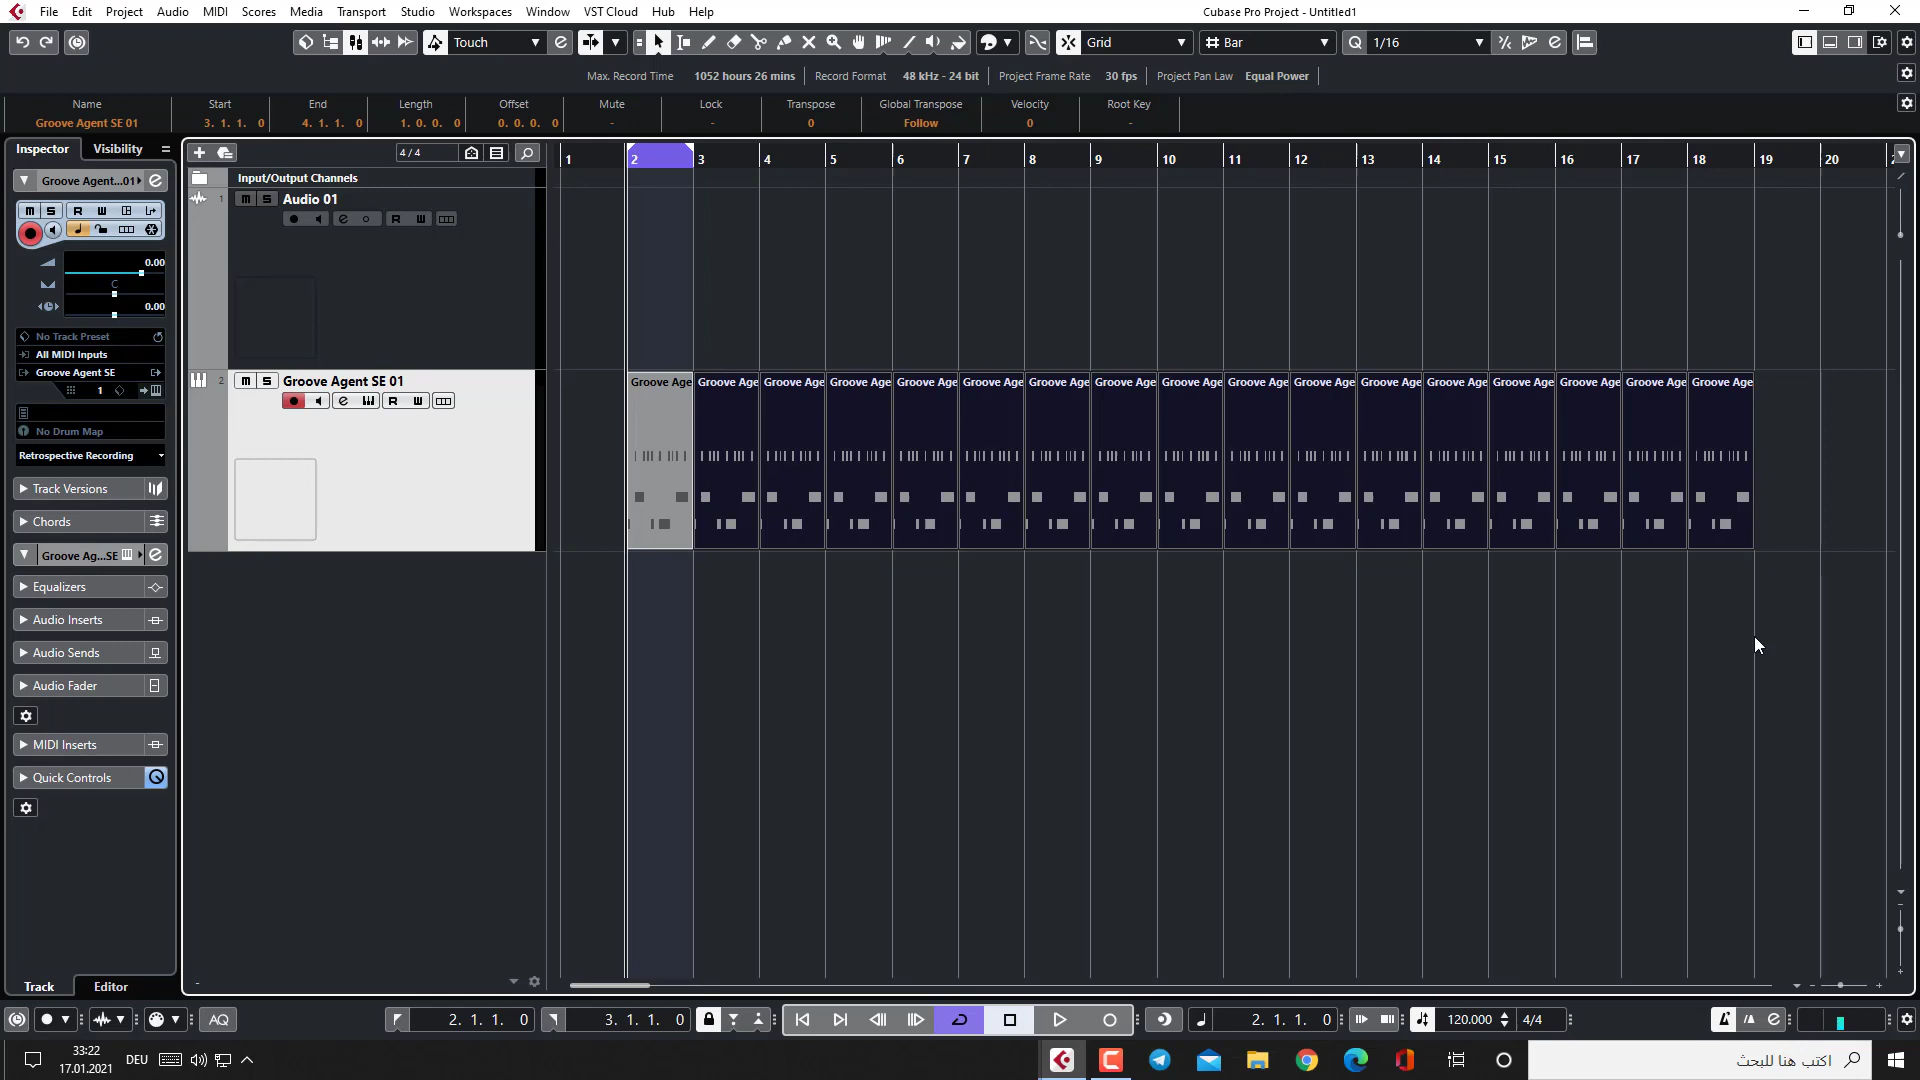 File Edit Project Audio MIDI Scores Media Transport Studio Workspaces Window VST Cloud Hub Help
Cubase Pro Project - Untitled1
Touch
Grid
Bar
1/16
Max. Record Time 1052 hours 26 mins Record Format 48 kHz - 24 bit Project Frame Rate 30 fps Project Pan Law Equal Power
Name Start End Length Offset Mute Lock Transpose Global Transpose Velocity Root Key
Groove Agent SE 01 3. 1. 1. 0 4. 1. 1. 0 1. 0. 0. 0 0. 0. 0. 0 - - 0 Follow 0 -
Inspector Visibility
4 / 4
1 2 3 4 5 6 7 8 9 10 11 12 13 14 15 16 17 18 19 20
Groove Agent...01
Input/Output Channels
1 m S Audio 01
R W
m S R W
0.00
C
0.00
No Track Preset
All MIDI Inputs
Groove Agent SE
1
2 m S Groove Agent SE 01
R W
Groove Age Groove Age Groove Age Groove Age Groove Age Groove Age Groove Age Groove Age Groove Age Groove Age Groove Age Groove Age Groove Age Groove Age Groove Age Groove Age Groove Age
No Drum Map
Retrospective Recording
Track Versions
Chords
Groove Ag...SE
Equalizers
Audio Inserts
Audio Sends
Audio Fader
MIDI Inserts
Quick Controls
Track Editor
AQ
2. 1. 1. 0
3. 1. 1. 0
2. 1. 1. 0
120.000
4/4
33:22
17.01.2021
DEU
اكتب هنا للبحث